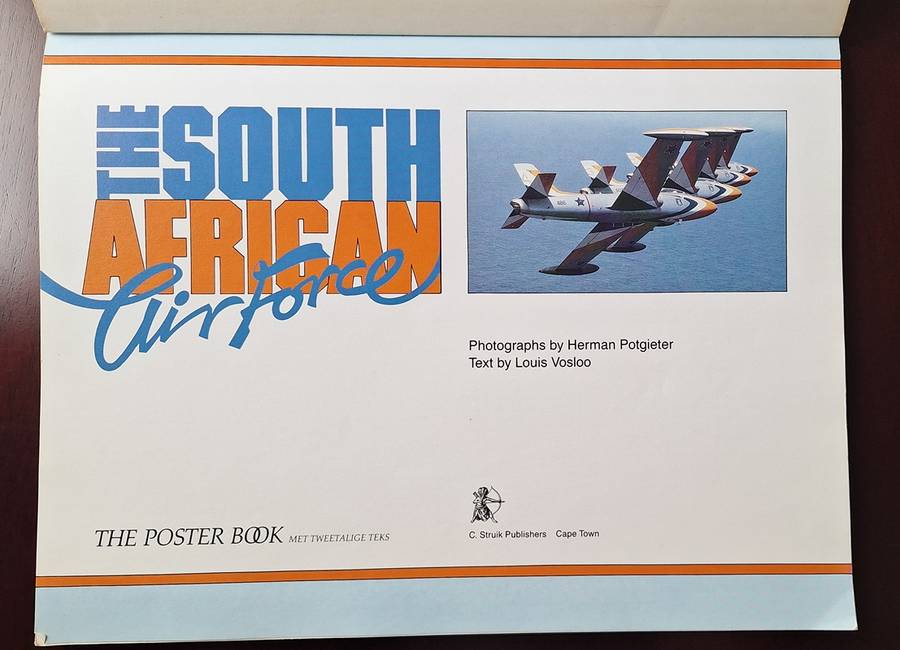 THE SOUTH
AFRICAN
Air Force
Photographs by Herman Potgieter
Text by Louis Vosloo
THE POSTER BOOK MET TWEETALIGE TEKS
C. Struik Publishers Cape Town